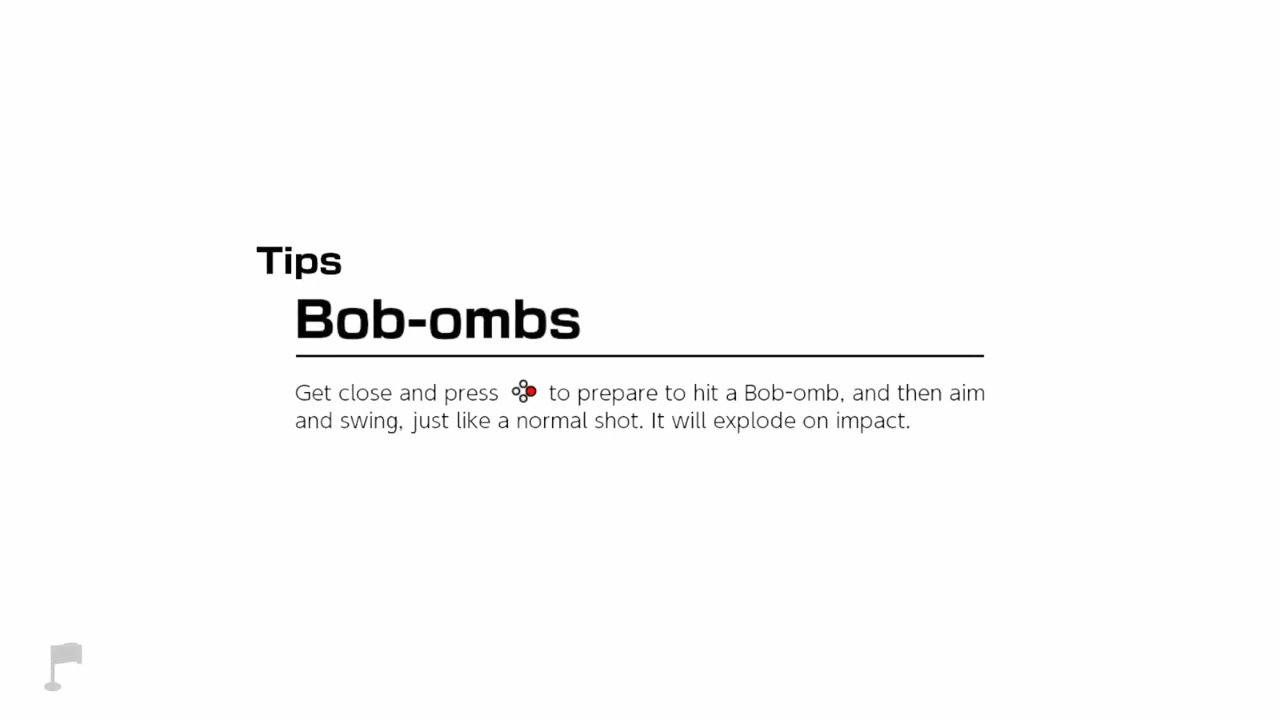 Tips
Bob-ombs
Get close and press to prepare to hit a Bob-omb, and then aim
and swing, just like a normal shot. It will explode on impact.